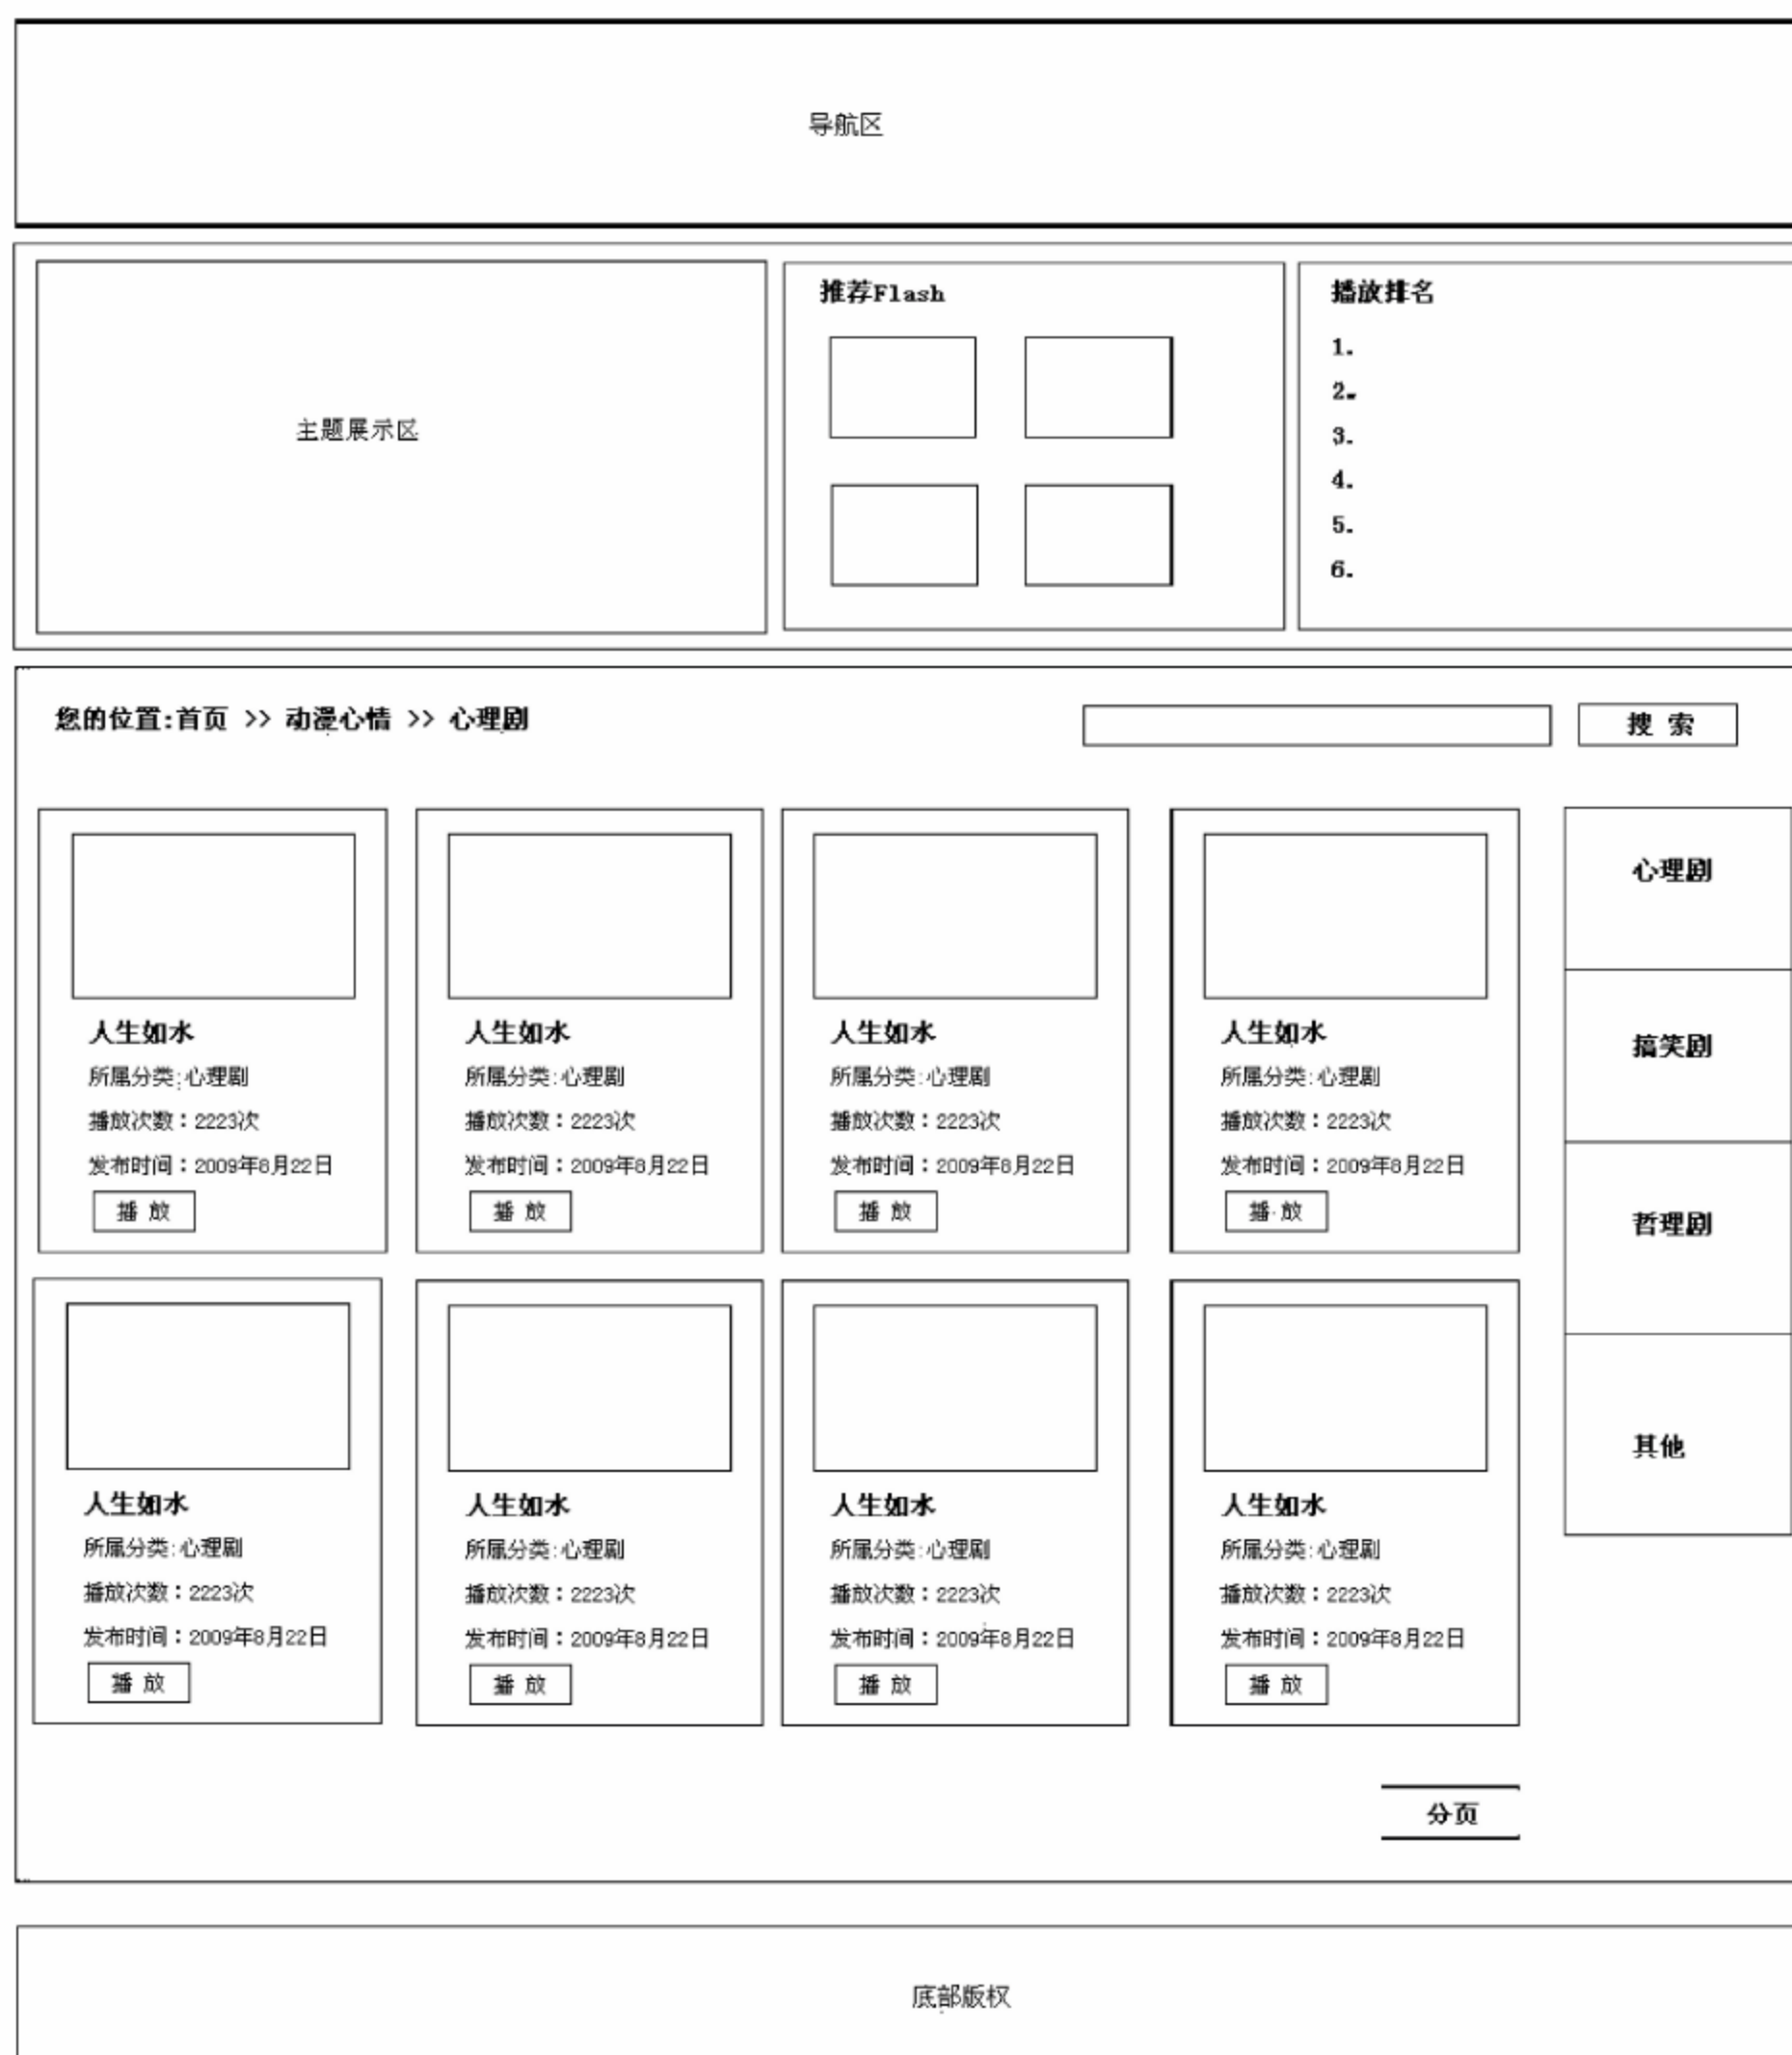 导航区
主题展示区
推荐Flash
播放排名
1.
2.
3.
4.
5.
6.
您的位置:首页 >> 动漫心情 >> 心理剧
搜 索
人生如水
所属分类:心理剧
播放次数：2223次
发布时间：2009年8月22日
播 放
人生如水
所属分类:心理剧
播放次数：2223次
发布时间：2009年8月22日
播 放
人生如水
所属分类:心理剧
播放次数：2223次
发布时间：2009年8月22日
播 放
人生如水
所属分类:心理剧
播放次数：2223次
发布时间：2009年8月22日
播 放
人生如水
所属分类:心理剧
播放次数：2223次
发布时间：2009年8月22日
播 放
人生如水
所属分类:心理剧
播放次数：2223次
发布时间：2009年8月22日
播 放
人生如水
所属分类:心理剧
播放次数：2223次
发布时间：2009年8月22日
播 放
人生如水
所属分类:心理剧
播放次数：2223次
发布时间：2009年8月22日
播 放
心理剧
搞笑剧
哲理剧
其他
分页
底部版权